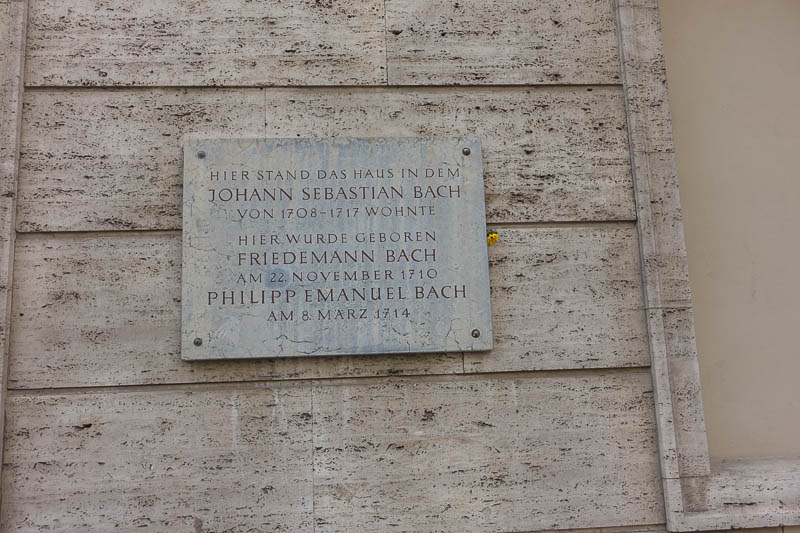 HIER STAND DAS HAUS IN DEM
JOHANN SEBASTIAN BACH
VON 1708-1717 WOHNTE
HIER WURDE GEBOREN
FRIEDEMANN BACH
AM 22. NOVEMBER 1710
PHILIPP EMANUEL BACH
AM 8. MÄRZ 1714